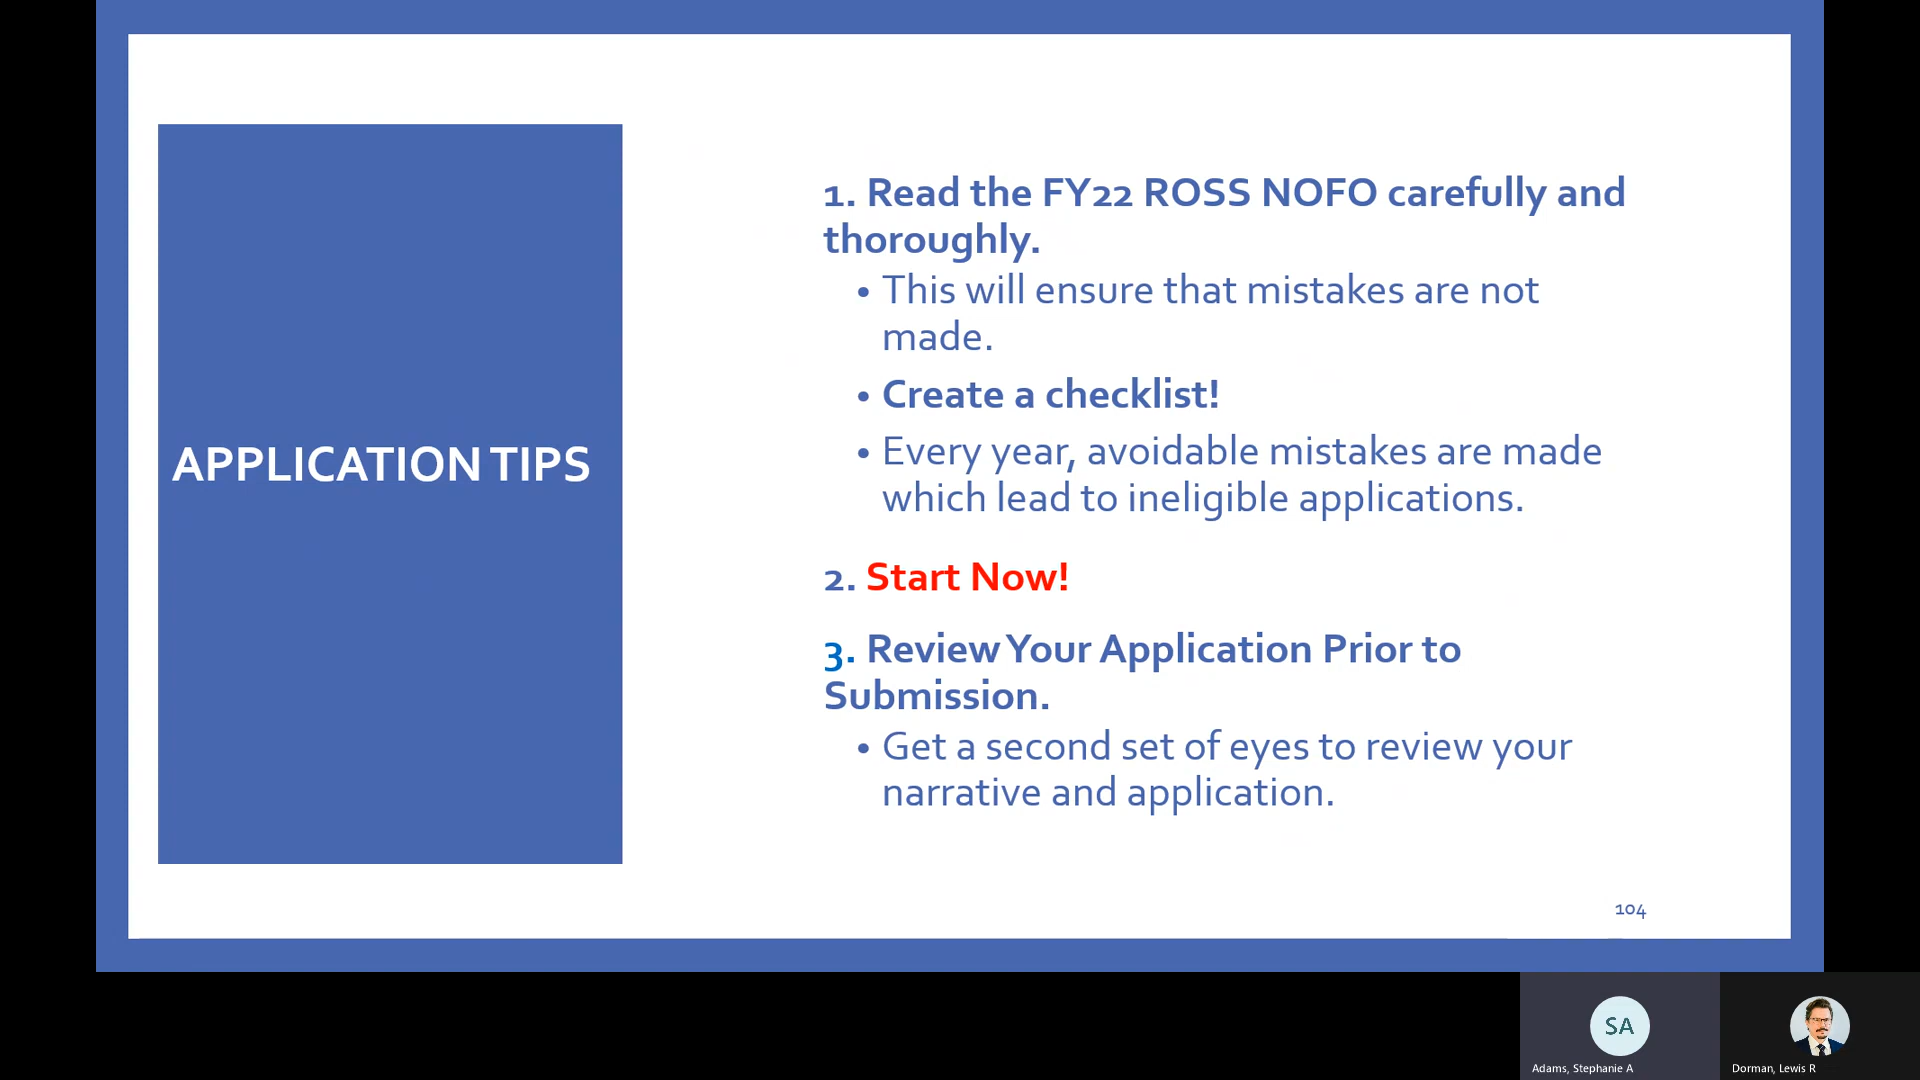 APPLICATION TIPS
1. Read the FY22 ROSS NOFO carefully and
thoroughly.
• This will ensure that mistakes are not
made.
• Create a checklist!
• Every year, avoidable mistakes are made
which lead to ineligible applications.
2. Start Now!
3. Review Your Application Prior to
Submission.
• Get a second set of eyes to review your
narrative and application.
104
SA
Adams, Stephanie A
Dorman, Lewis R